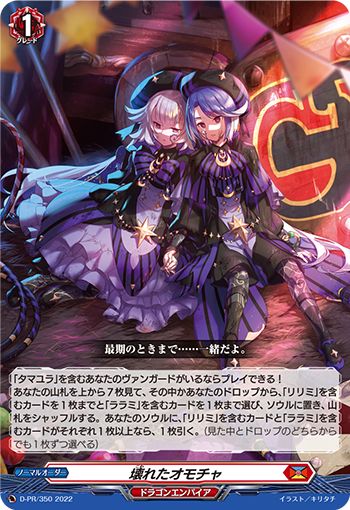 1
グレード
G
最期のときまで……一緒だよ。
「タマユラ」を含むあなたのヴァンガードがいるならプレイできる！
あなたの山札を上から７枚見て、その中かあなたのドロップから、「リリミ」を含
むカードを１枚までと「ララミ」を含むカードを１枚まで選び、ソウルに置き、山
札をシャッフルする。あなたのソウルに、「リリミ」を含むカードと「ララミ」を含
むカードがそれぞれ１枚以上なら、１枚引く。（見た中とドロップのどちらから
でも１枚ずつ選べる）
ノーマルオーダー
壊れたオモチャ
ドラゴンエンパイア
D-PR/350 2022
イラスト／キリタチ